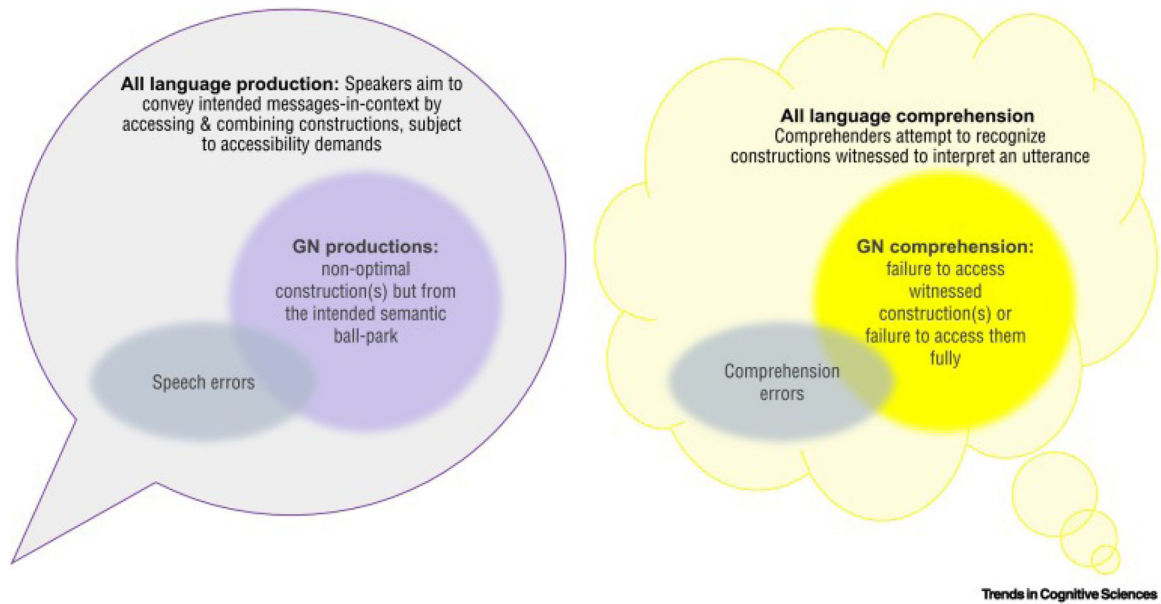 All language production: Speakers aim to
convey intended messages-in-context by
accessing & combining constructions, subject
to accessibility demands
GN productions:
non-optimal
construction(s) but from
the intended semantic
ball-park
Speech errors
All language comprehension
Comprehenders attempt to recognize
constructions witnessed to interpret an utterance
GN comprehension:
failure to access
witnessed
construction(s) or
failure to access them
fully
Comprehension
errors
Trends in Cognitive Sciences